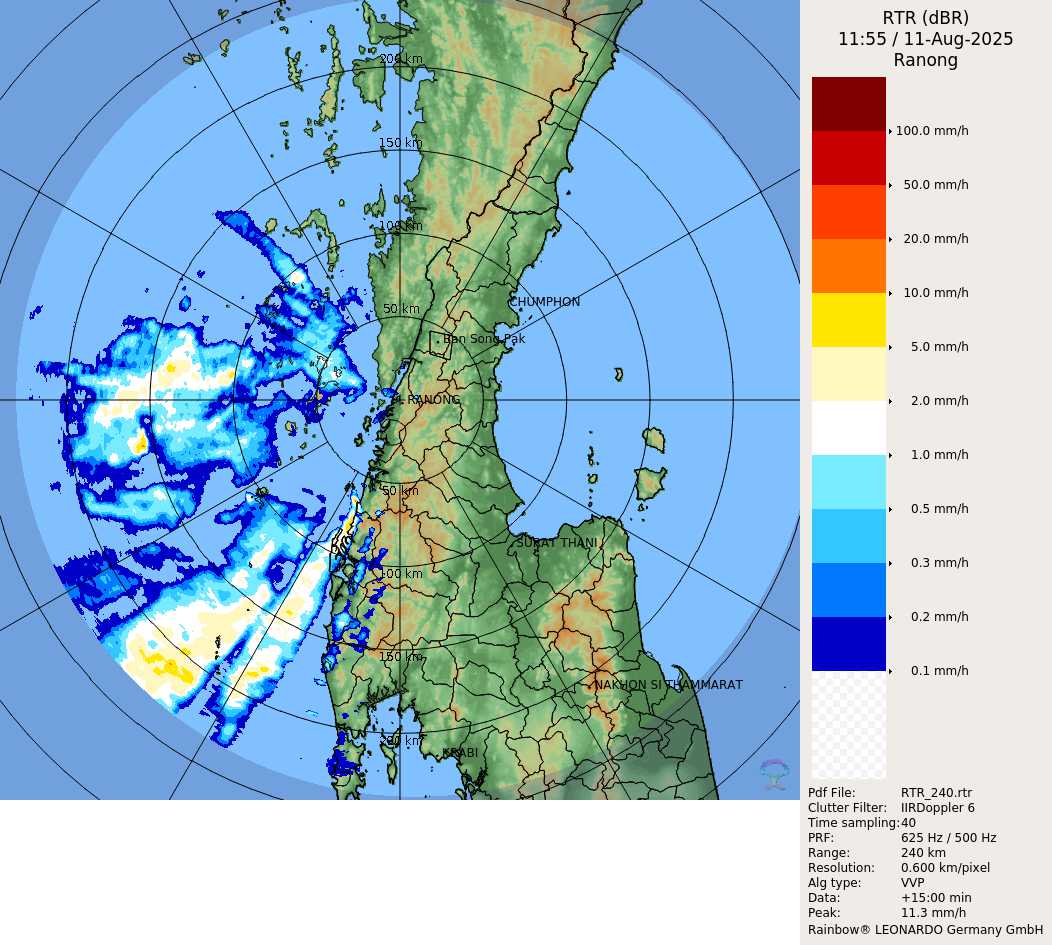 RTR (dBR)
11:55 / 11-Aug-2025
Ranong
100.0 mm/h
50.0 mm/h
20.0 mm/h
10.0 mm/h
5.0 mm/h
2.0 mm/h
1.0 mm/h
0.5 mm/h
0.3 mm/h
0.2 mm/h
0.1 mm/h
200 km
150 km
100 km
50 km
CHUMPHON
Ban Song Pak
RANONG
50 km
SURAT THANI
100 km
150 km
NAKHON SI THAMMARAT
200 km
KRABI
Pdf File: RTR_240.rtr
Clutter Filter: IIRDoppler 6
Time sampling:40
PRF: 625 Hz / 500 Hz
Range: 240 km
Resolution: 0.600 km/pixel
Alg type: VVP
Data: +15:00 min
Peak: 11.3 mm/h
Rainbow® LEONARDO Germany GmbH